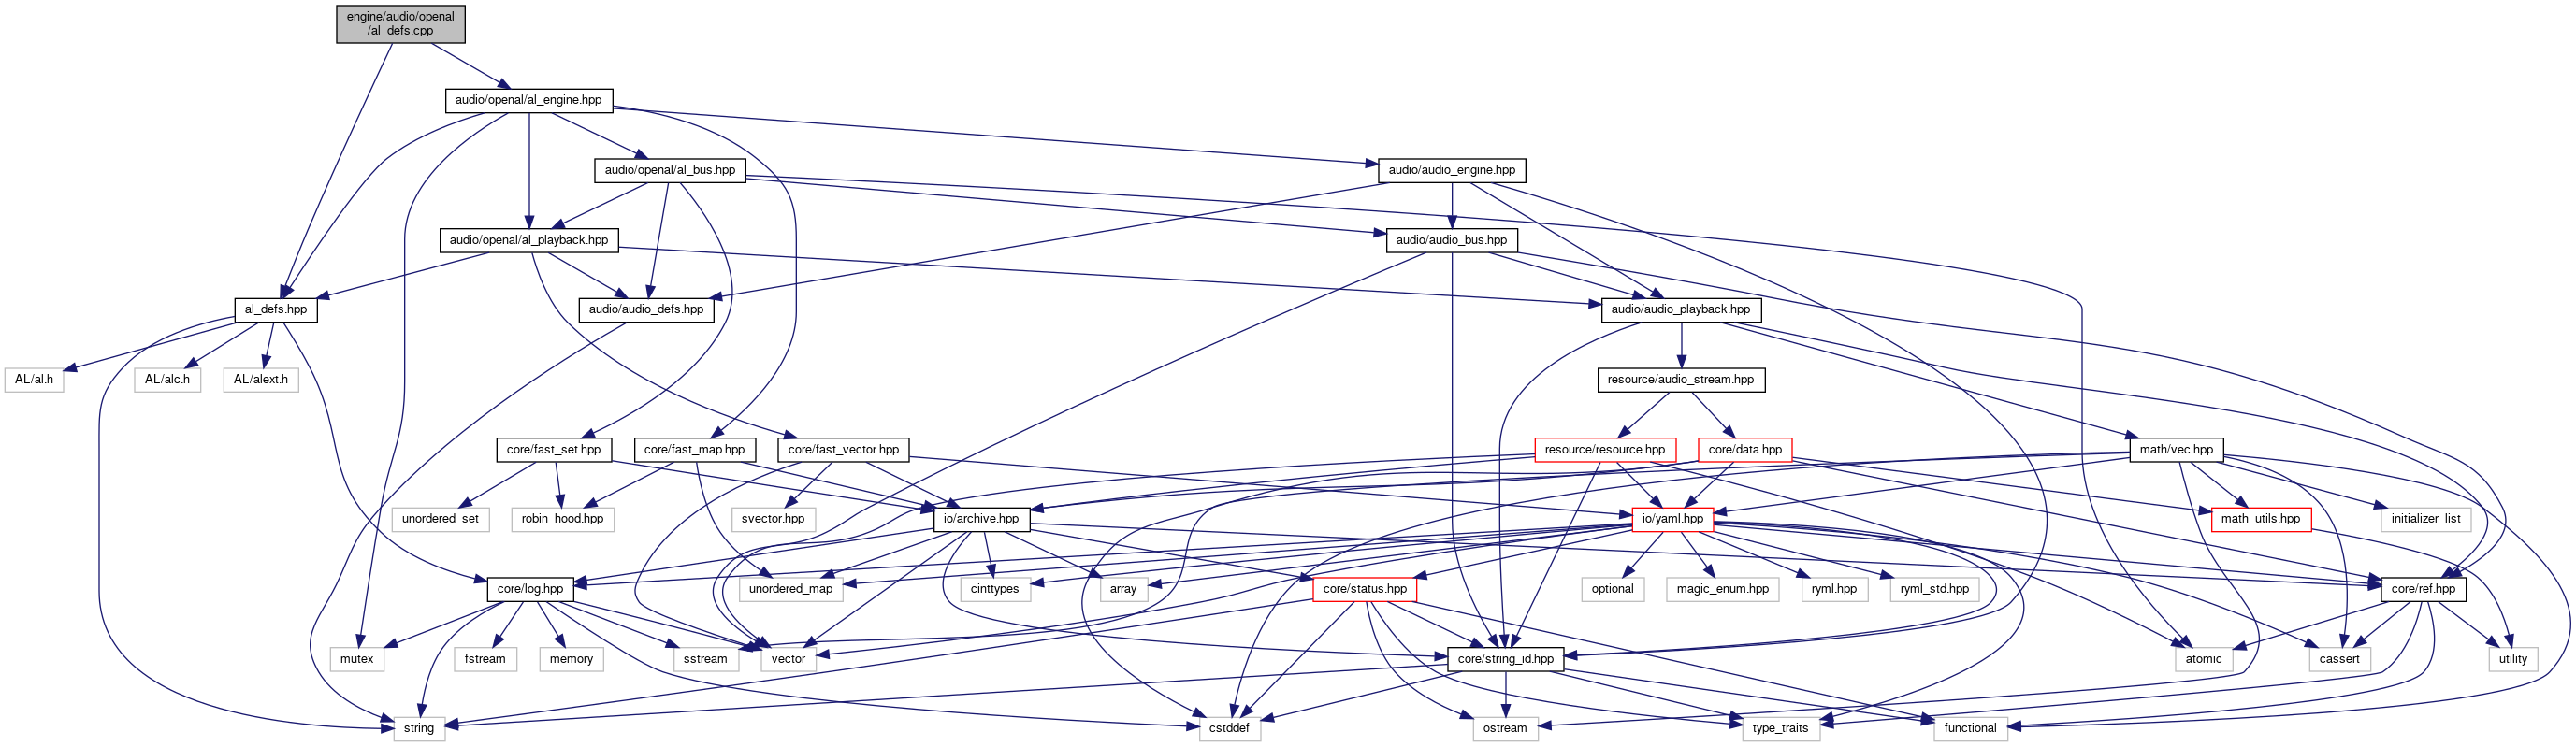 engine/audio/openal
/al_defs.cpp
audio/openal/al_engine.hpp
audio/openal/al_bus.hpp
audio/audio_engine.hpp
audio/openal/al_playback.hpp
audio/audio_bus.hpp
al_defs.hpp
audio/audio_defs.hpp
audio/audio_playback.hpp
AL/al.h
AL/alc.h
AL/alext.h
resource/audio_stream.hpp
core/fast_set.hpp
core/fast_map.hpp
core/fast_vector.hpp
resource/resource.hpp
core/data.hpp
math/vec.hpp
unordered_set
robin_hood.hpp
svector.hpp
io/archive.hpp
io/yaml.hpp
math_utils.hpp
initializer_list
core/log.hpp
unordered_map
cinttypes
array
core/status.hpp
optional
magic_enum.hpp
ryml.hpp
ryml_std.hpp
core/ref.hpp
mutex
fstream
memory
sstream
vector
core/string_id.hpp
atomic
cassert
utility
string
cstddef
ostream
type_traits
functional